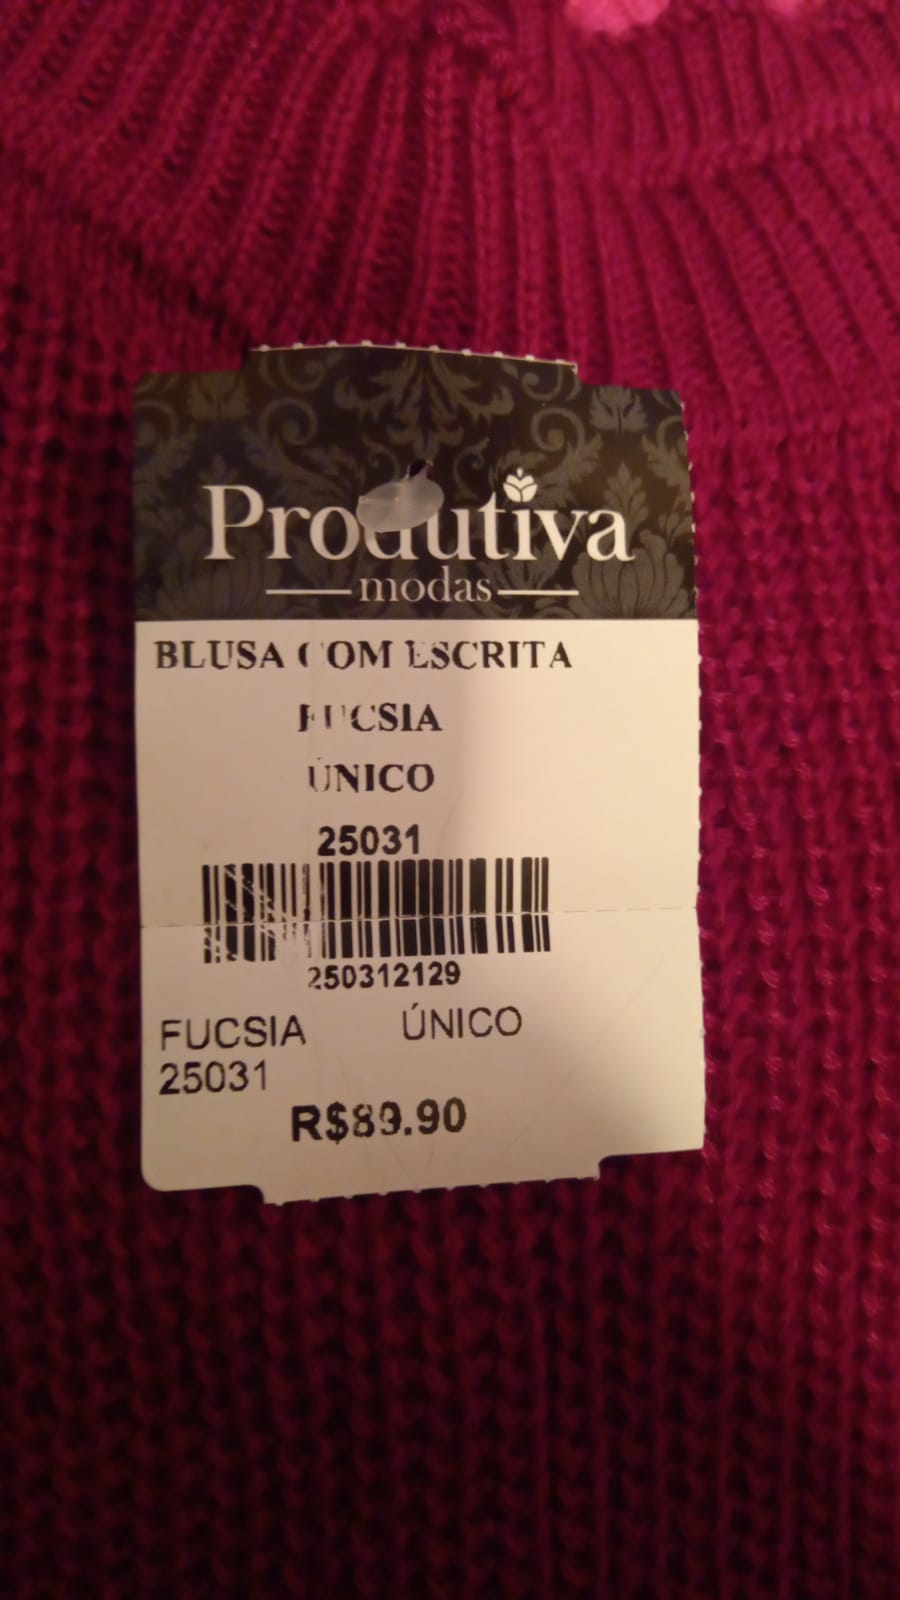 Produtiva
modas
BLUSA COM ESCRITA
FUCSIA
ÚNICO
25031
250312129
FUCSIA ÚNICO
25031
R$89.90